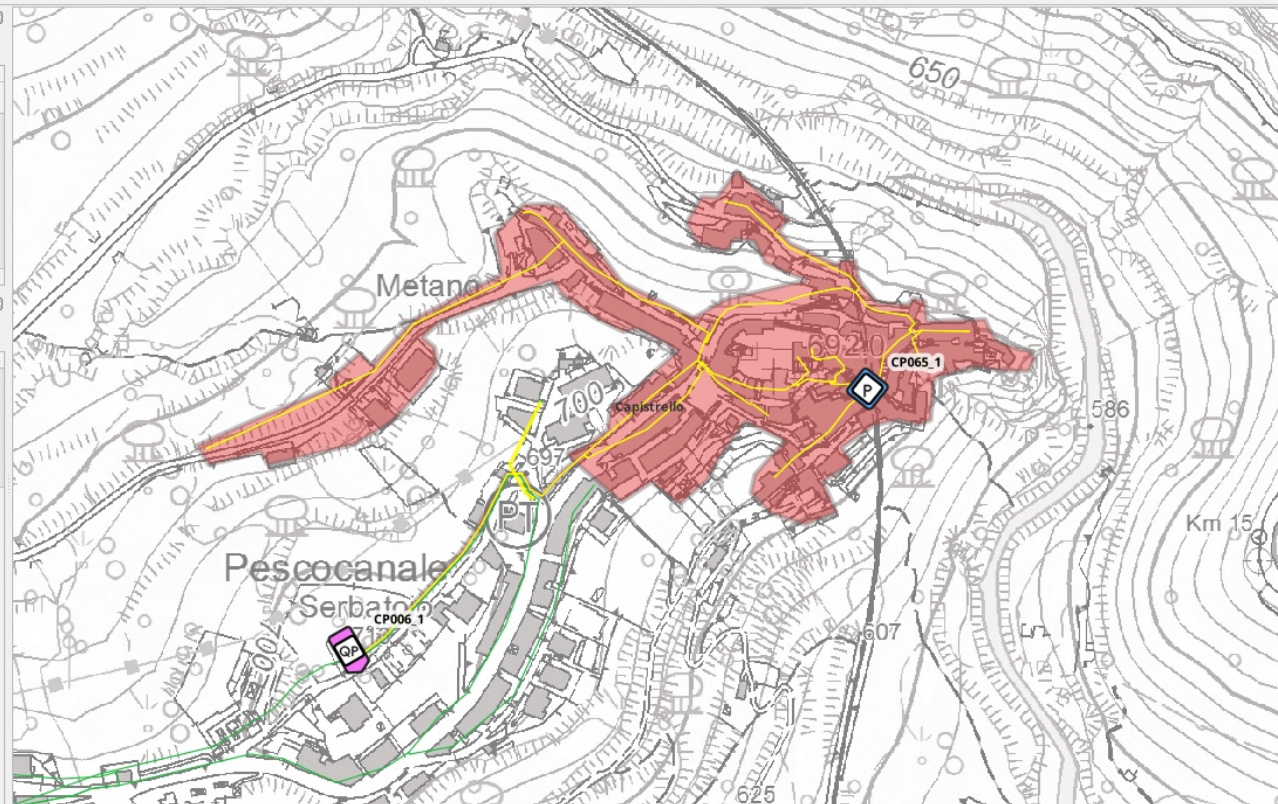 650
Metano
692.0
CP065_1
P
700
Capistrello
586
697
PT
Km 15
Pescocanale
Serbatoio
CP006_1
QP
607
625